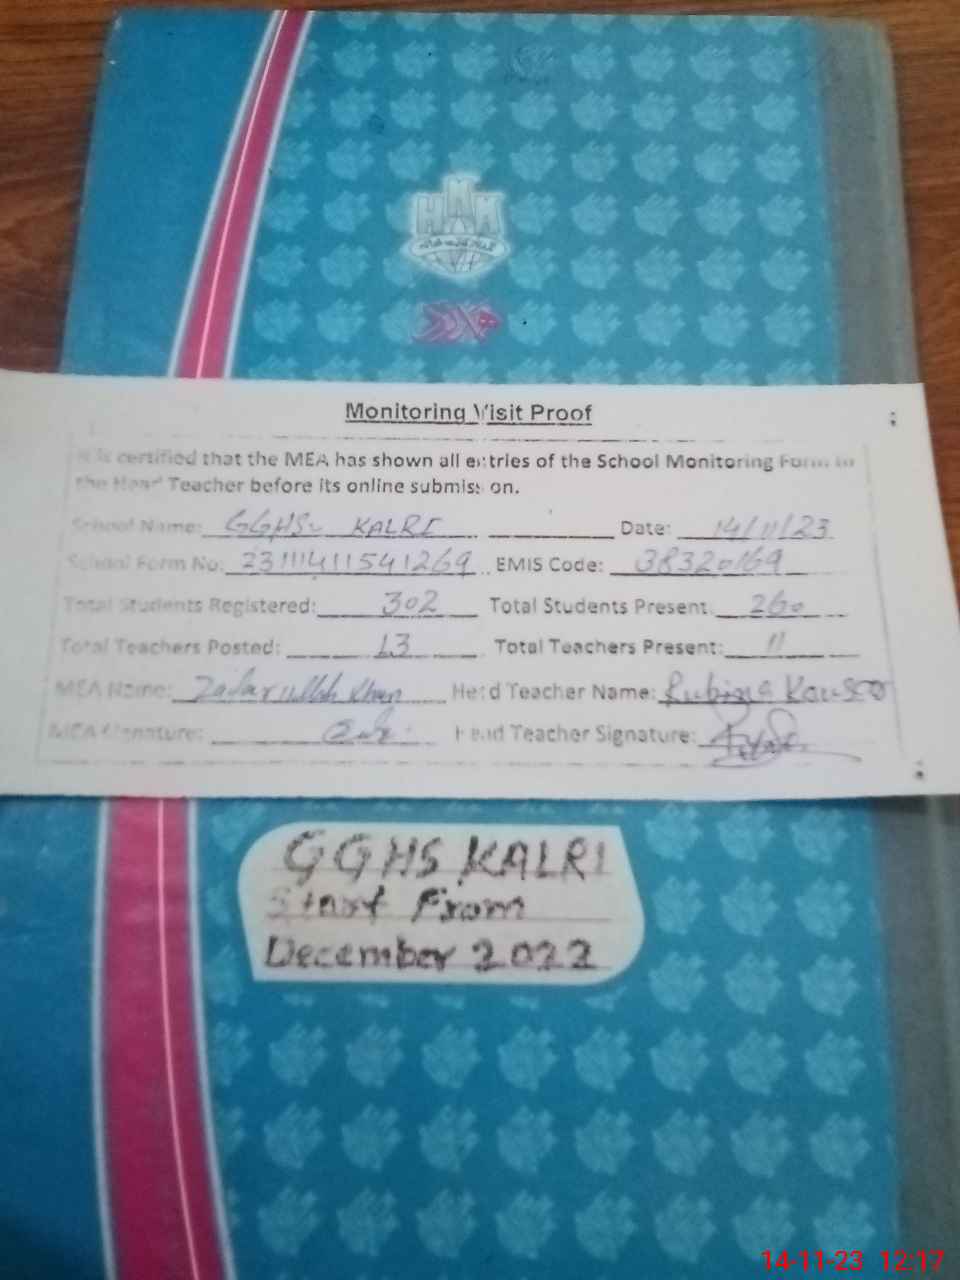 HMH
Monitoring Visit Proof
It is certified that the MEA has shown all entries of the School Monitoring Form to
the Head Teacher before its online submission.
School Name: GGHS KALRI Date: 14/11/23
School Form No: 23111411541269 EMIS Code: 38320169
Total Students Registered: 302 Total Students Present: 260
Total Teachers Posted: 13 Total Teachers Present: 11
MEA Name: Zafar ullah Khan Head Teacher Name: Rubina Kouser
MEA Signature: Head Teacher Signature:
GGHS KALRI
Start From
December 2022
14-11-23 12:17